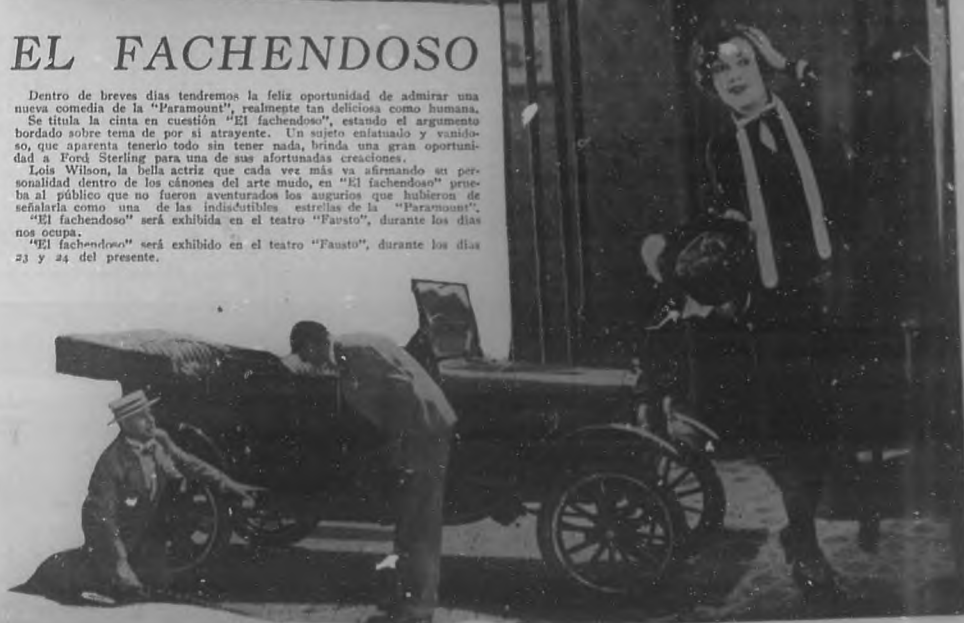 EL FACHENDOSO
Dentro de breves días tendremos la feliz oportunidad de admirar una
nueva comedia de la "Paramount", realmente tan deliciosa como humana.
Se titula la cinta en cuestión "El fachendoso", estando el argumento
bordado sobre tema de por sí atrayente. Un sujeto enfatuado y vanido-
so, que aparenta tenerlo todo sin tener nada, brinda una gran oportuni-
dad a Ford Sterling para una de sus afortunadas creaciones.
Lois Wilson, la bella actriz que cada vez más va afirmando su per-
sonalidad dentro de los cánones del arte mudo, en "El fachendoso" prue-
ba al público que no fueron aventurados los augurios que hubieron de
señalarla como una de las indiscutibles estrellas de la "Paramount".
"El fachendoso" será exhibida en el teatro "Fausto", durante los días
nos ocupa.
"El fachendoso" será exhibido en el teatro "Fausto", durante los días
23 y 24 del presente.